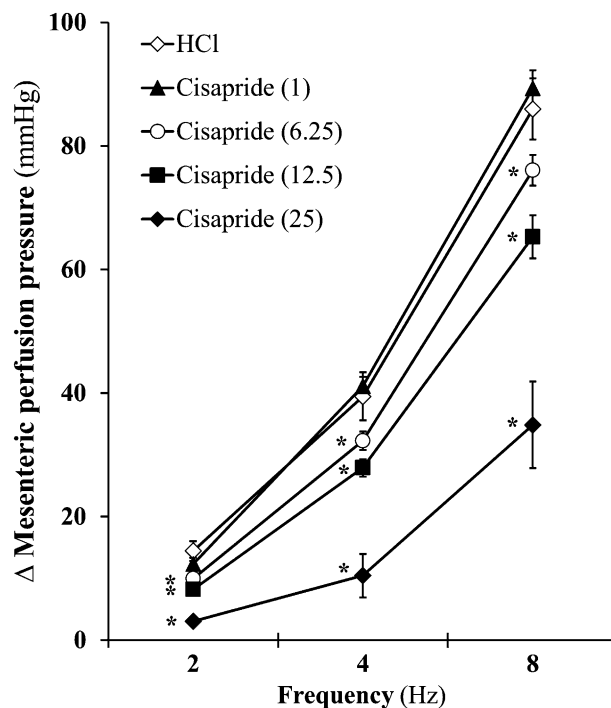 100
80
60
40
20
0
Δ Mesenteric perfusion pressure (mmHg)
HCl
Cisapride (1)
Cisapride (6.25)
Cisapride (12.5)
Cisapride (25)
*
*
*
*
*
*
*
*
*
2 4 8
Frequency (Hz)